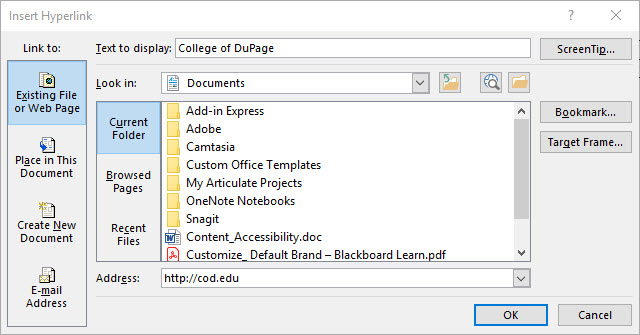 Insert Hyperlink
?
Link to:
Text to display: College of DuPage
ScreenTip...
Existing File
or Web Page
Look in: Documents
Current
Folder
Add-in Express
Adobe
Camtasia
Custom Office Templates
My Articulate Projects
OneNote Notebooks
Snagit
Content_Accessibility.doc
Customize_ Default Brand – Blackboard Learn.pdf
Bookmark...
Target Frame...
Place in This
Document
Browsed
Pages
Create New
Document
Recent
Files
E-mail
Address
Address: http://cod.edu
OK
Cancel